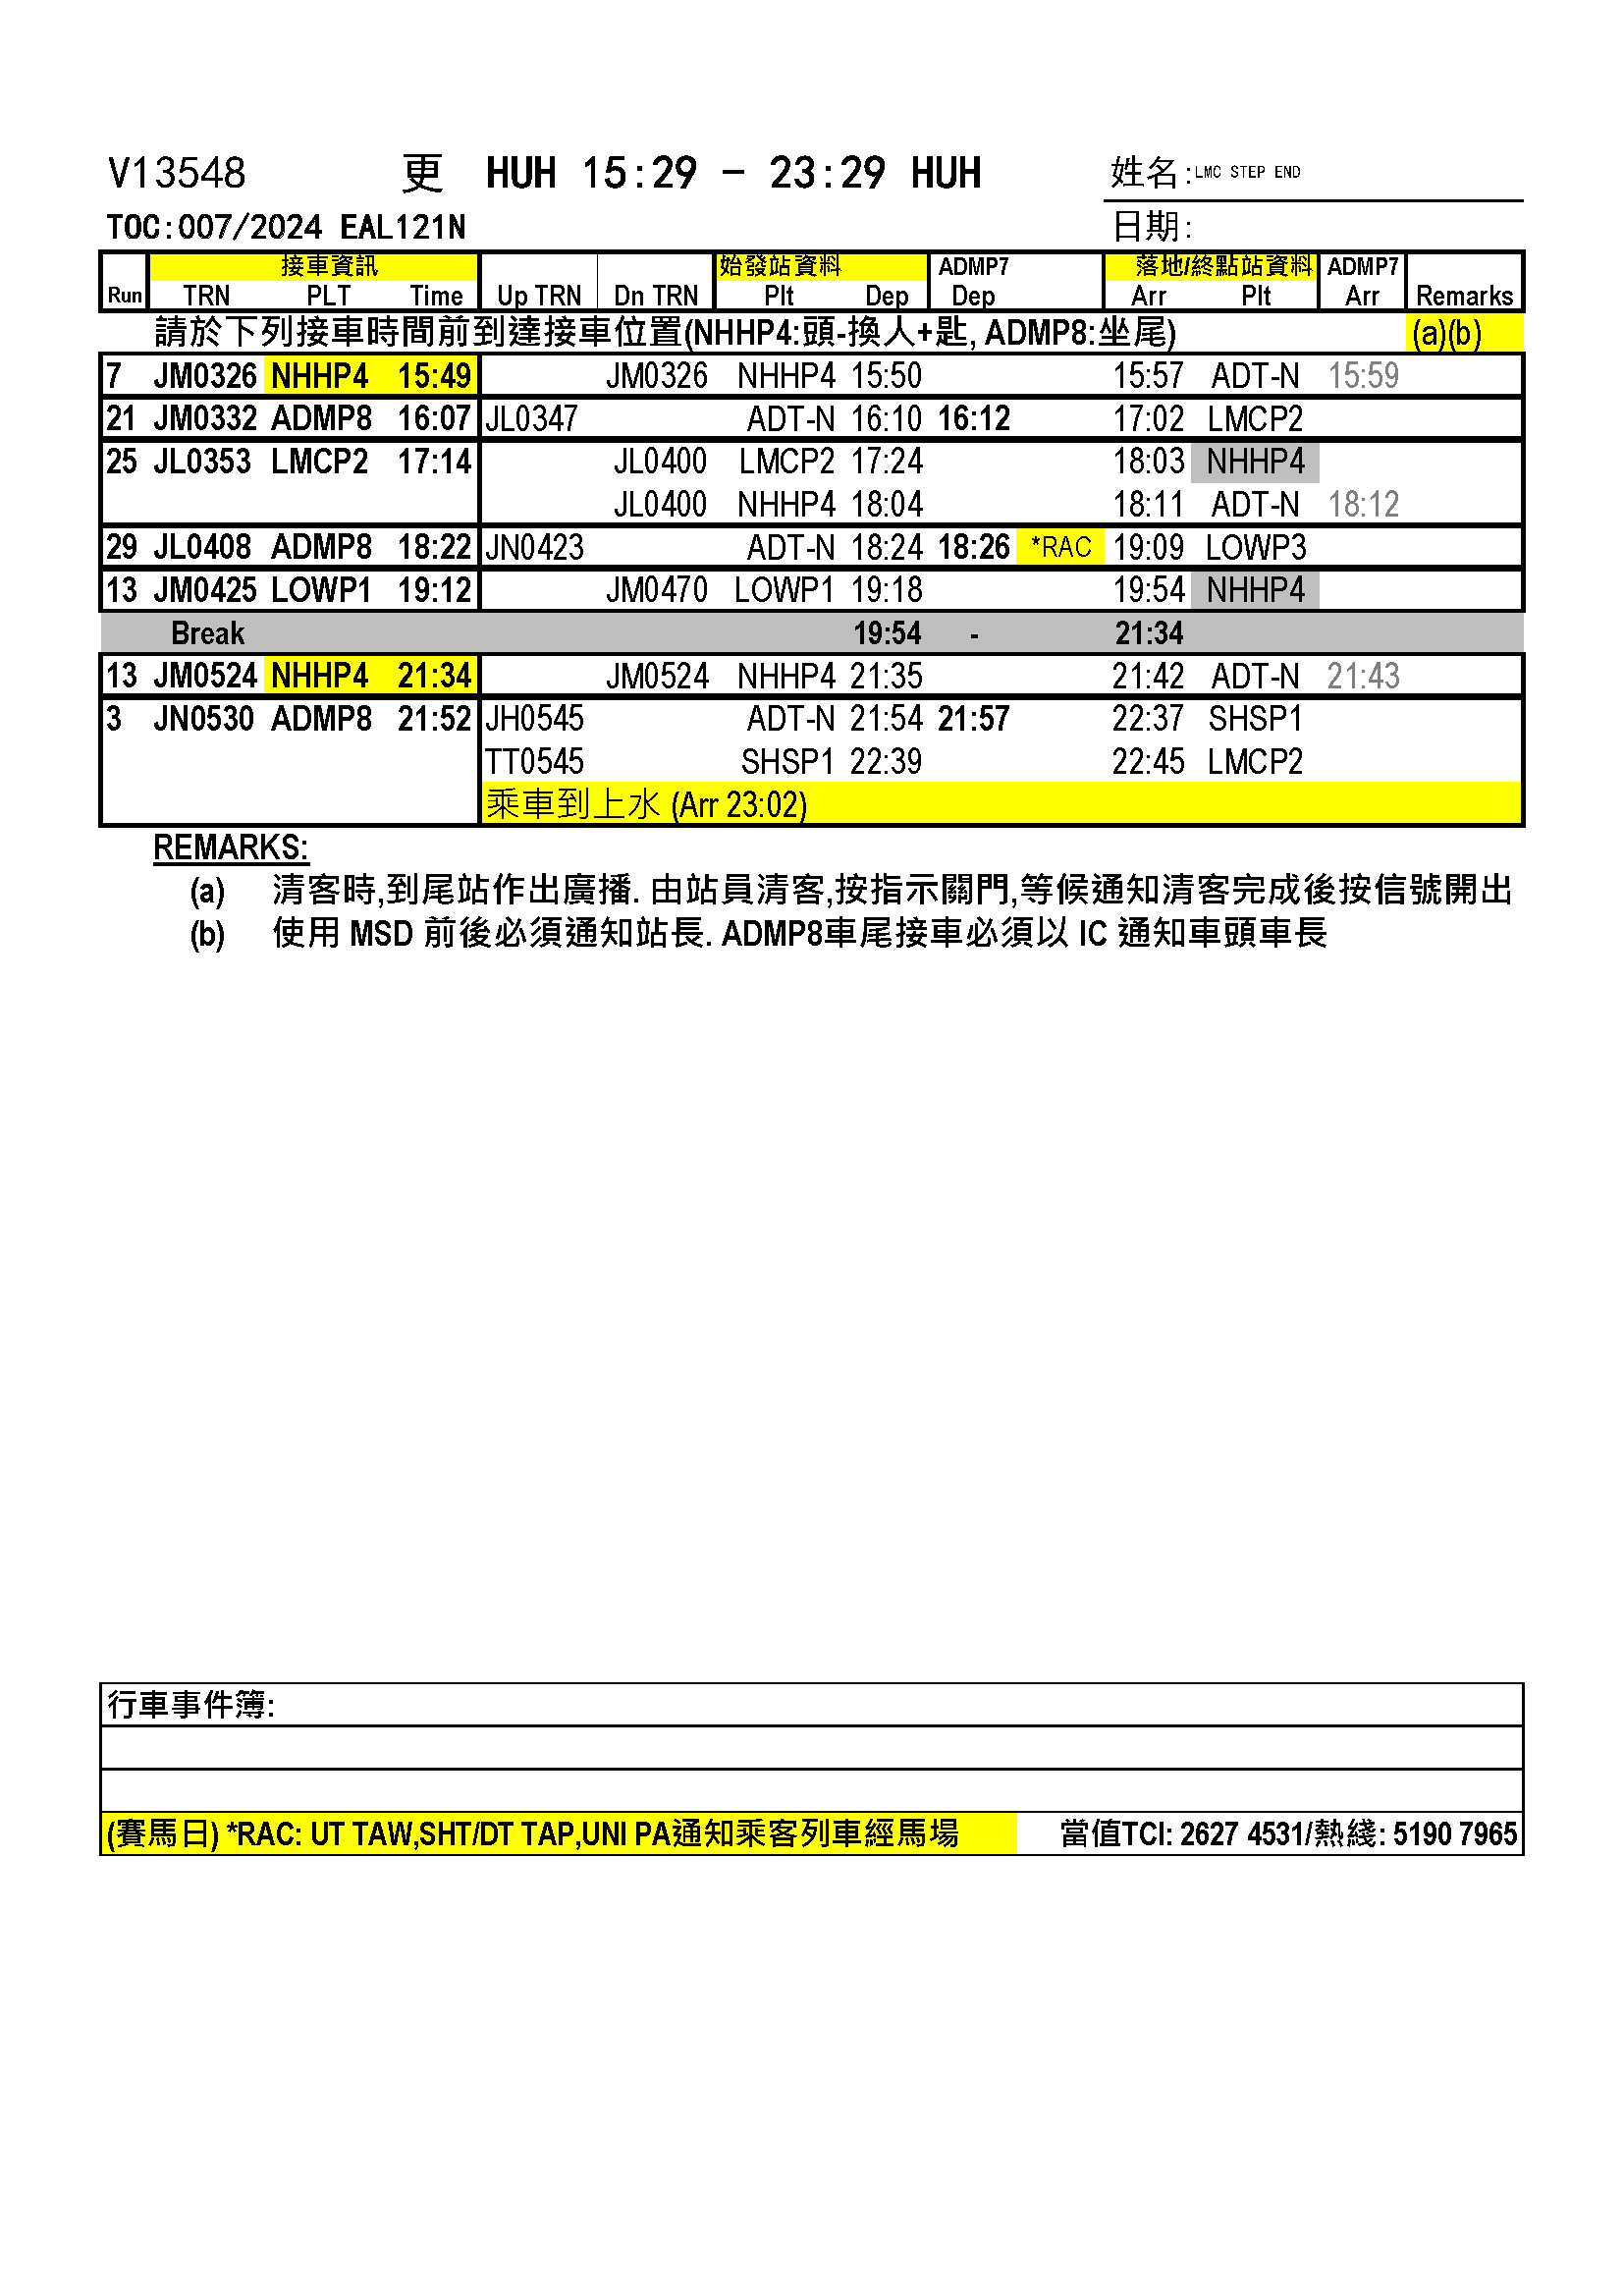 V13548 更 HUH 15:29 - 23:29 HUH 姓名:LMC STEP END
TOC:007/2024 EAL121N 日期:
接車資訊 始發站資料 ADMP7 落地/終點站資料 ADMP7
Run TRN PLT Time Up TRN Dn TRN Plt Dep Dep Arr Plt Arr Remarks
請於下列接車時間前到達接車位置(NHHP4:頭-換人+匙, ADMP8:坐尾) (a)(b)
7 JM0326 NHHP4 15:49 JM0326 NHHP4 15:50 15:57 ADT-N 15:59
21 JM0332 ADMP8 16:07 JL0347 ADT-N 16:10 16:12 17:02 LMCP2
25 JL0353 LMCP2 17:14 JL0400 LMCP2 17:24 18:03 NHHP4
JL0400 NHHP4 18:04 18:11 ADT-N 18:12
29 JL0408 ADMP8 18:22 JN0423 ADT-N 18:24 18:26 *RAC 19:09 LOWP3
13 JM0425 LOWP1 19:12 JM0470 LOWP1 19:18 19:54 NHHP4
Break 19:54 - 21:34
13 JM0524 NHHP4 21:34 JM0524 NHHP4 21:35 21:42 ADT-N 21:43
3 JN0530 ADMP8 21:52 JH0545 ADT-N 21:54 21:57 22:37 SHSP1
TT0545 SHSP1 22:39 22:45 LMCP2
乘車到上水 (Arr 23:02)
REMARKS:
(a) 清客時,到尾站作出廣播. 由站員清客,按指示關門,等候通知清客完成後按信號開出
(b) 使用 MSD 前後必須通知站長. ADMP8車尾接車必須以 IC 通知車頭車長
行車事件簿:
(賽馬日) *RAC: UT TAW,SHT/DT TAP,UNI PA通知乘客列車經馬場 當值TCI: 2627 4531/熱綫: 5190 7965